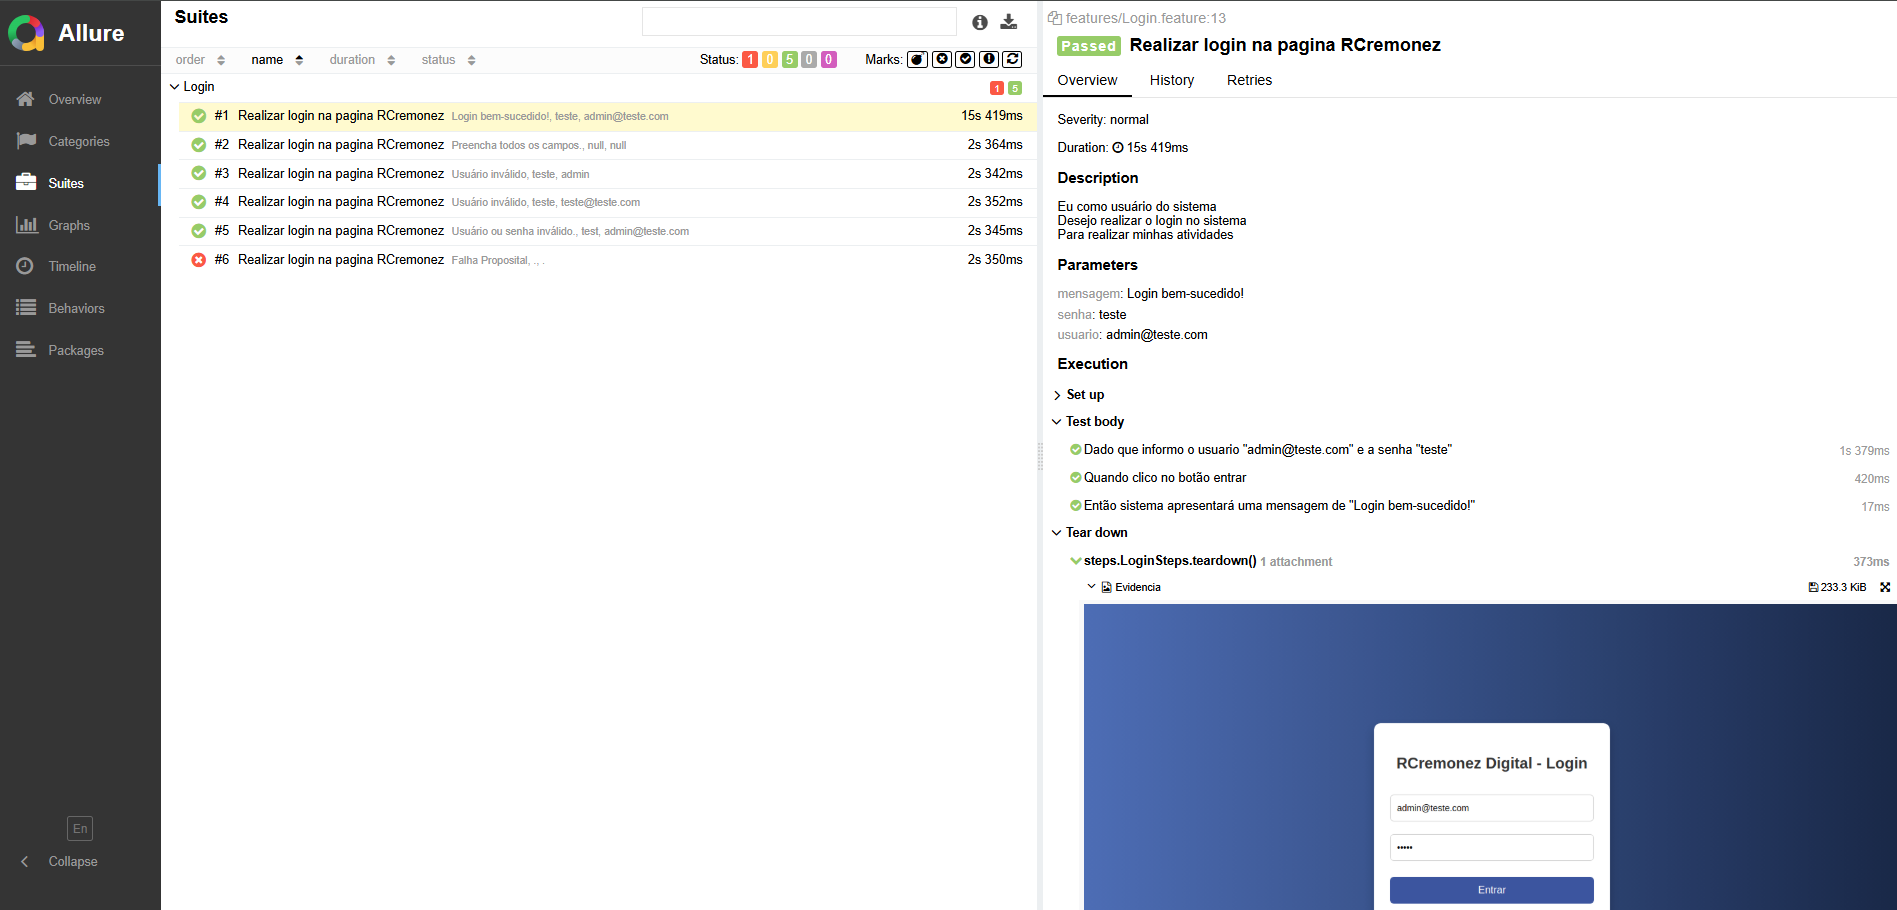 Allure
Overview
Categories
Suites
Graphs
Timeline
Behaviors
Packages
En
Collapse
Suites
order name duration status Status: 1 0 5 0 0 Marks:
Login 1 5
#1 Realizar login na pagina RCremonez Login bem-sucedido!, teste, admin@teste.com 15s 419ms
#2 Realizar login na pagina RCremonez Preencha todos os campos., null, null 2s 364ms
#3 Realizar login na pagina RCremonez Usuário inválido, teste, admin 2s 342ms
#4 Realizar login na pagina RCremonez Usuário inválido, teste, teste@teste.com 2s 352ms
#5 Realizar login na pagina RCremonez Usuário ou senha inválido., test, admin@teste.com 2s 345ms
#6 Realizar login na pagina RCremonez Falha Proposital, ., . 2s 350ms
features/Login.feature:13
Passed Realizar login na pagina RCremonez
Overview History Retries
Severity: normal
Duration: 15s 419ms
Description
Eu como usuário do sistema
Desejo realizar o login no sistema
Para realizar minhas atividades
Parameters
mensagem: Login bem-sucedido!
senha: teste
usuario: admin@teste.com
Execution
Set up
Test body
Dado que informo o usuario "admin@teste.com" e a senha "teste" 1s 379ms
Quando clico no botão entrar 420ms
Então sistema apresentará uma mensagem de "Login bem-sucedido!" 17ms
Tear down
steps.LoginSteps.teardown() 1 attachment 373ms
Evidencia 233.3 KiB
RCremonez Digital - Login
admin@teste.com
•••••
Entrar